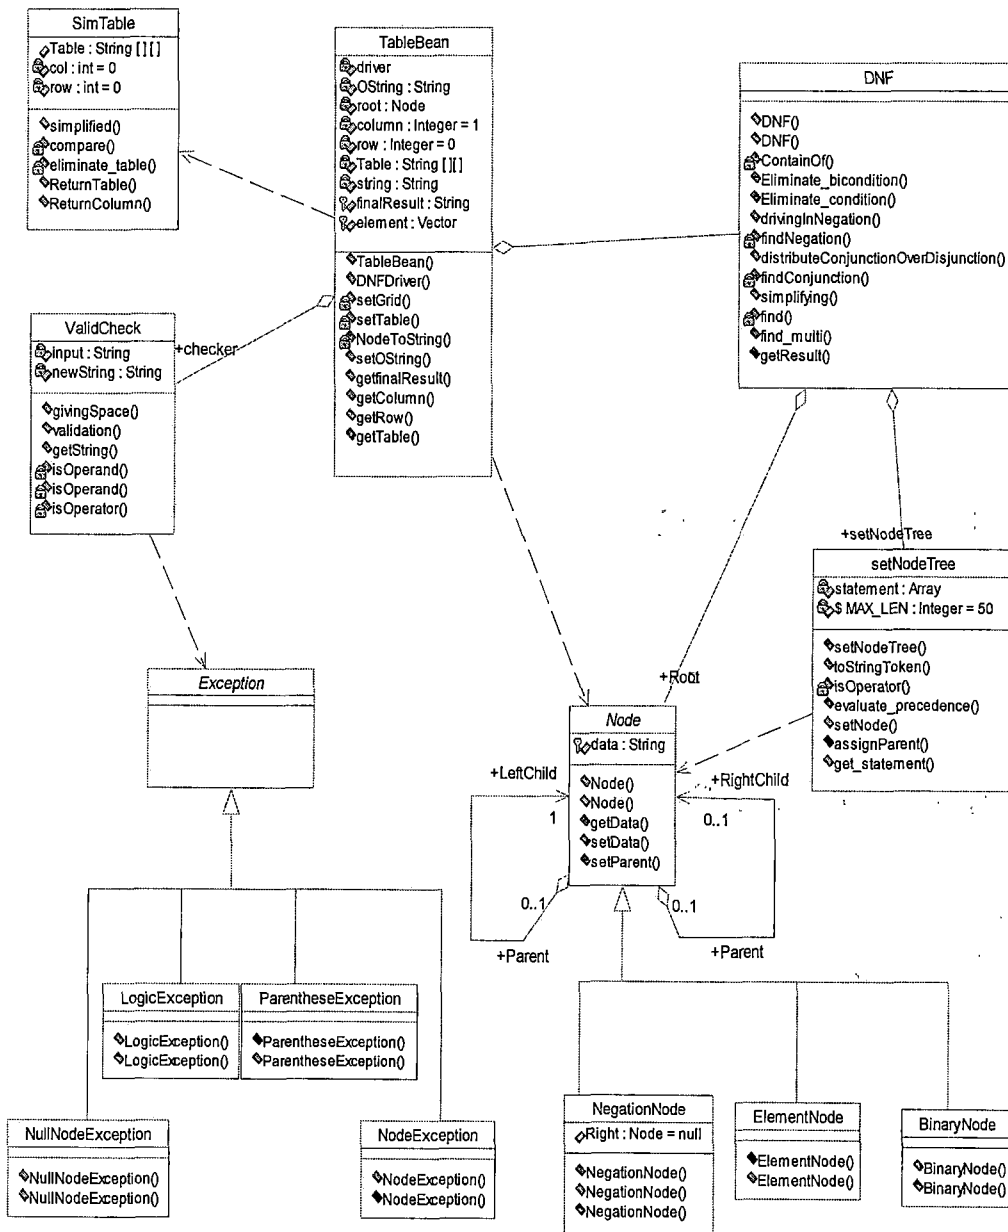 SimTable
Table : String [ ] [ ]
col : int = 0
row : int = 0
simplified()
compare()
eliminate_table()
ReturnTable()
ReturnColumn()
TableBean
driver
OString : String
root : Node
column : Integer = 1
row : Integer = 0
Table : String [ ][ ]
string : String
finalResult : String
element : Vector
TableBean()
DNFDriver()
setGrid()
setTable()
NodeToString()
setOString()
getfinalResult()
getColumn()
getRow()
getTable()
DNF
DNF()
DNF()
ContainOf()
Eliminate_bicondition()
Eliminate_condition()
drivingInNegation()
findNegation()
distributeConjunctionOverDisjunction()
findConjunction()
simplifying()
find()
find_multi()
getResult()
ValidCheck
input : String
newString : String
givingSpace()
validation()
getString()
isOperand()
isOperand()
isOperator()
+checker
+setNodeTree
setNodeTree
statement : Array
$ MAX_LEN : Integer = 50
setNodeTree()
toStringToken()
isOperator()
evaluate_precedence()
setNode()
assignParent()
get_statement()
Exception
+Root
Node
data : String
Node()
Node()
getData()
setData()
setParent()
+LeftChild
1
+RightChild
0..1
0..1
0..1
+Parent
+Parent
LogicException
LogicException()
LogicException()
ParentheseException
ParentheseException()
ParentheseException()
NullNodeException
NullNodeException()
NullNodeException()
NodeException
NodeException()
NodeException()
NegationNode
Right : Node = null
NegationNode()
NegationNode()
NegationNode()
ElementNode
ElementNode()
ElementNode()
BinaryNode
BinaryNode()
BinaryNode()